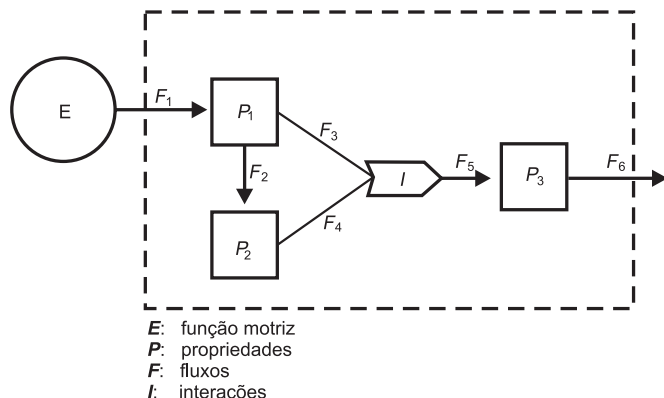 E
F1
P1
F2
F3
P2
F4
I
F5
P3
F6
E: função motriz
P: propriedades
F: fluxos
I: interações